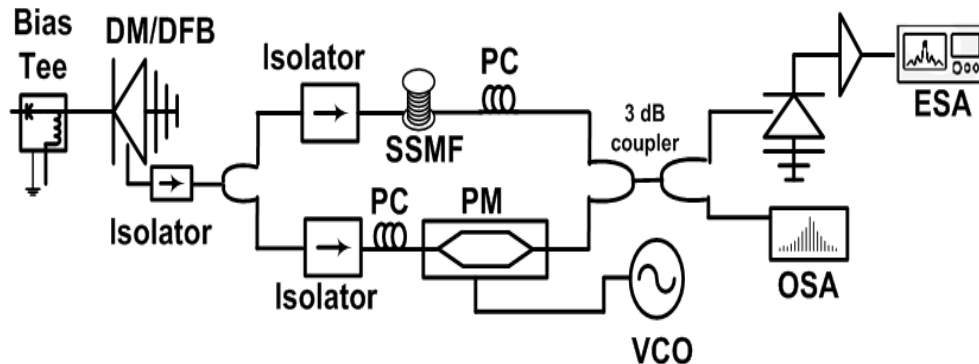 Bias
Tee
DM/DFB
Isolator
Isolator
SSMF
PC
PC
PM
Isolator
3 dB
coupler
VCO
ESA
OSA